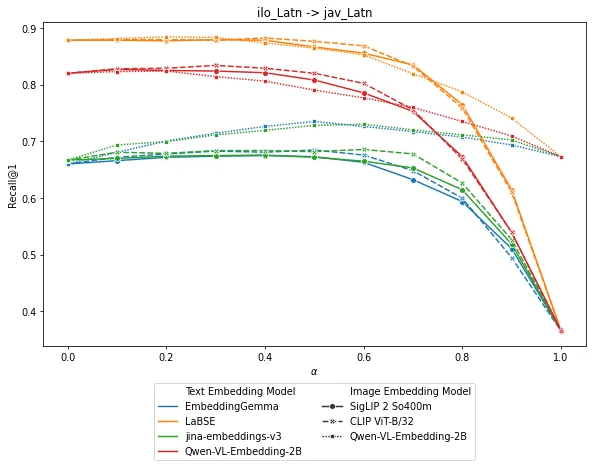 ilo_Latn -> jav_Latn
Recall@1
0.9
0.8
0.7
0.6
0.5
0.4
0.0 0.2 0.4 0.6 0.8 1.0
α
Text Embedding Model
EmbeddingGemma
LaBSE
jina-embeddings-v3
Qwen-VL-Embedding-2B
Image Embedding Model
SigLIP 2 So400m
CLIP ViT-B/32
Qwen-VL-Embedding-2B